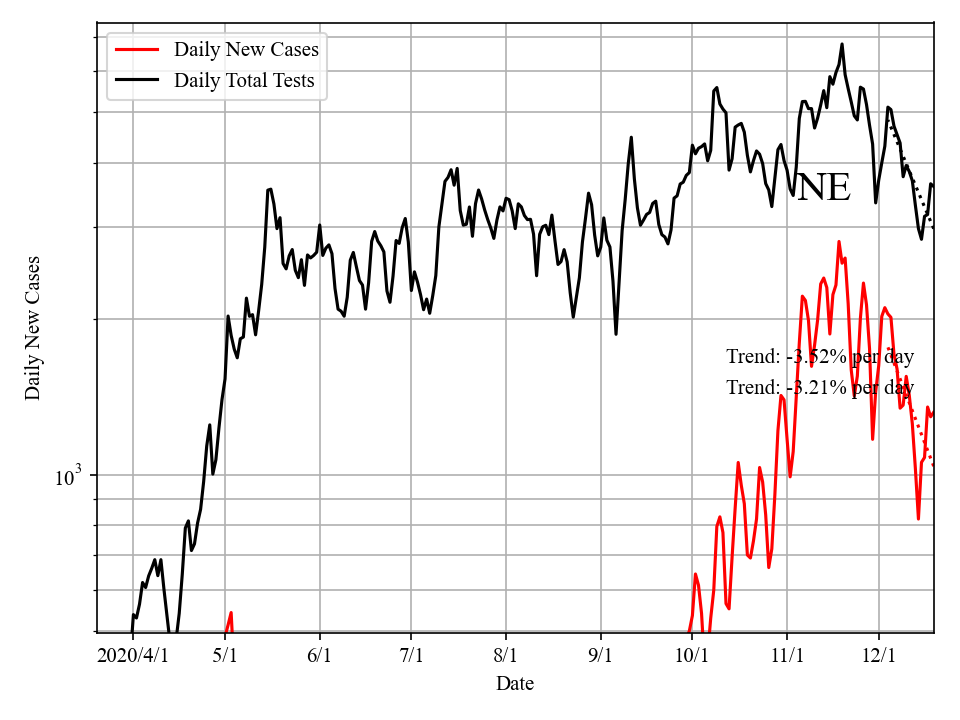 Daily New Cases
Daily Total Tests
NE
Trend: -3.52% per day
Trend: -3.21% per day
Daily New Cases
10^3
2020/4/1 5/1 6/1 7/1 8/1 9/1 10/1 11/1 12/1
Date